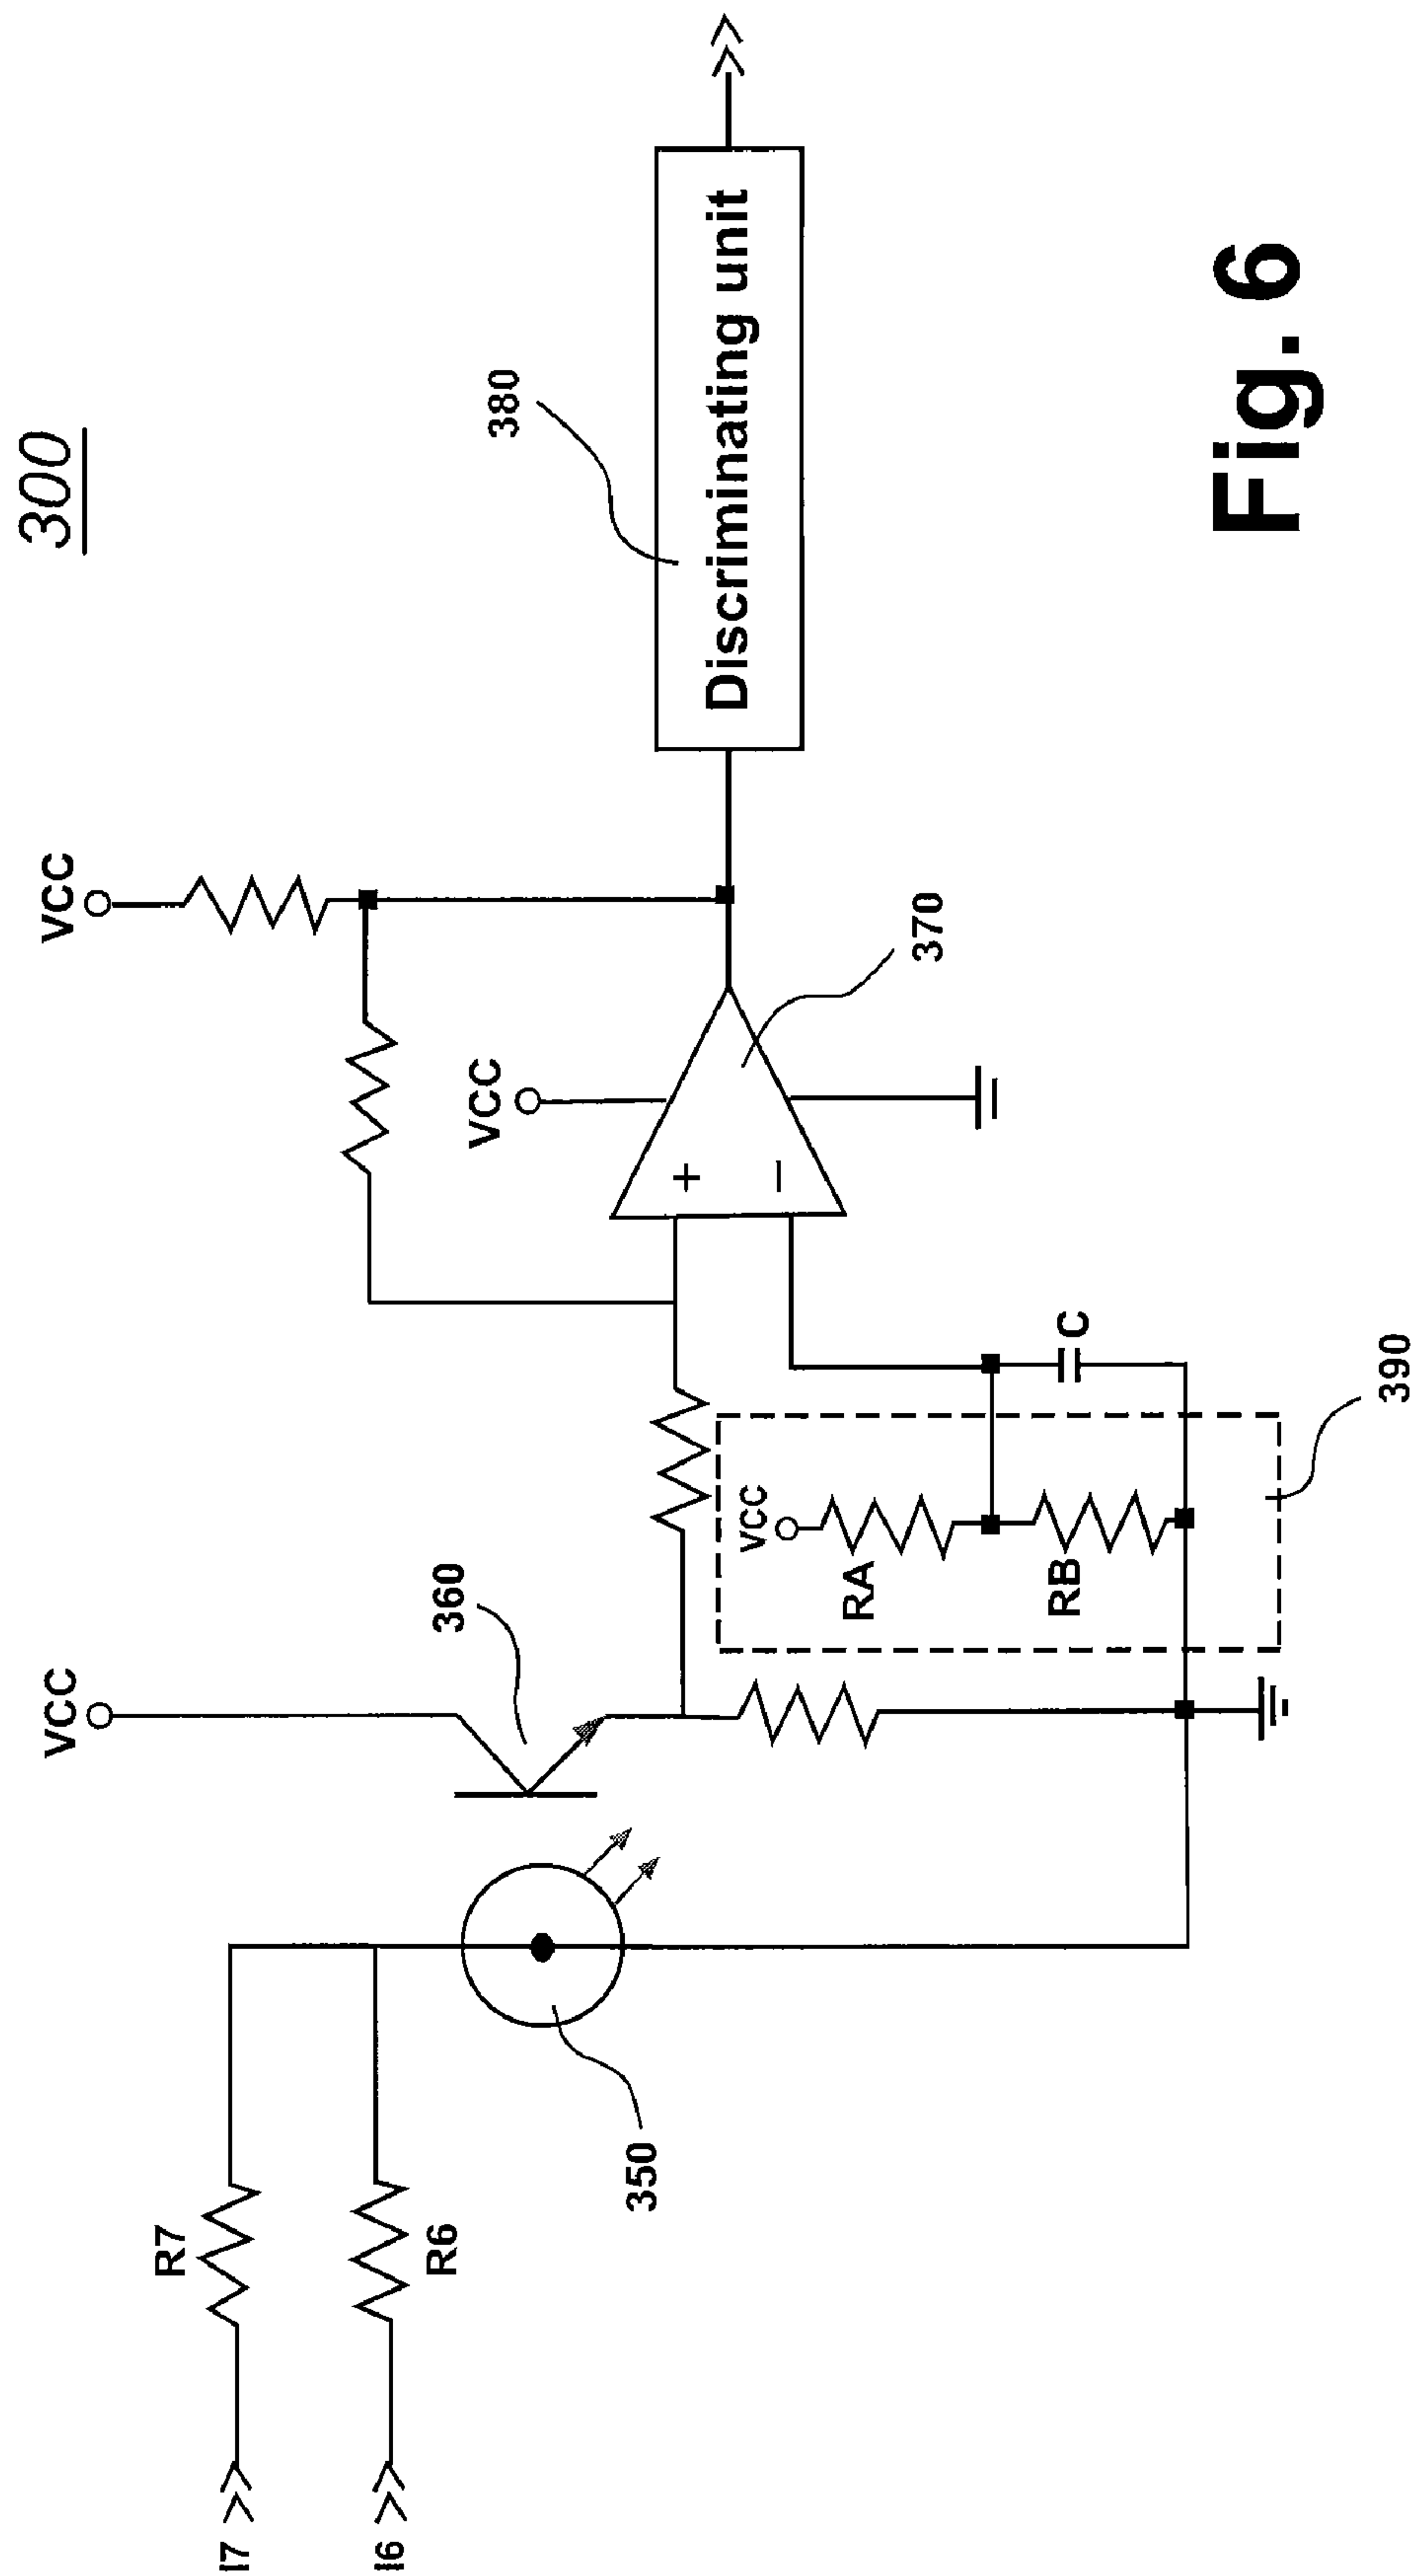 300
VCC
VCC
360
VCC
380
Discriminating unit
R7
I7
R6
I6
350
+
−
370
VCC
RA
RB
C
390
Fig. 6